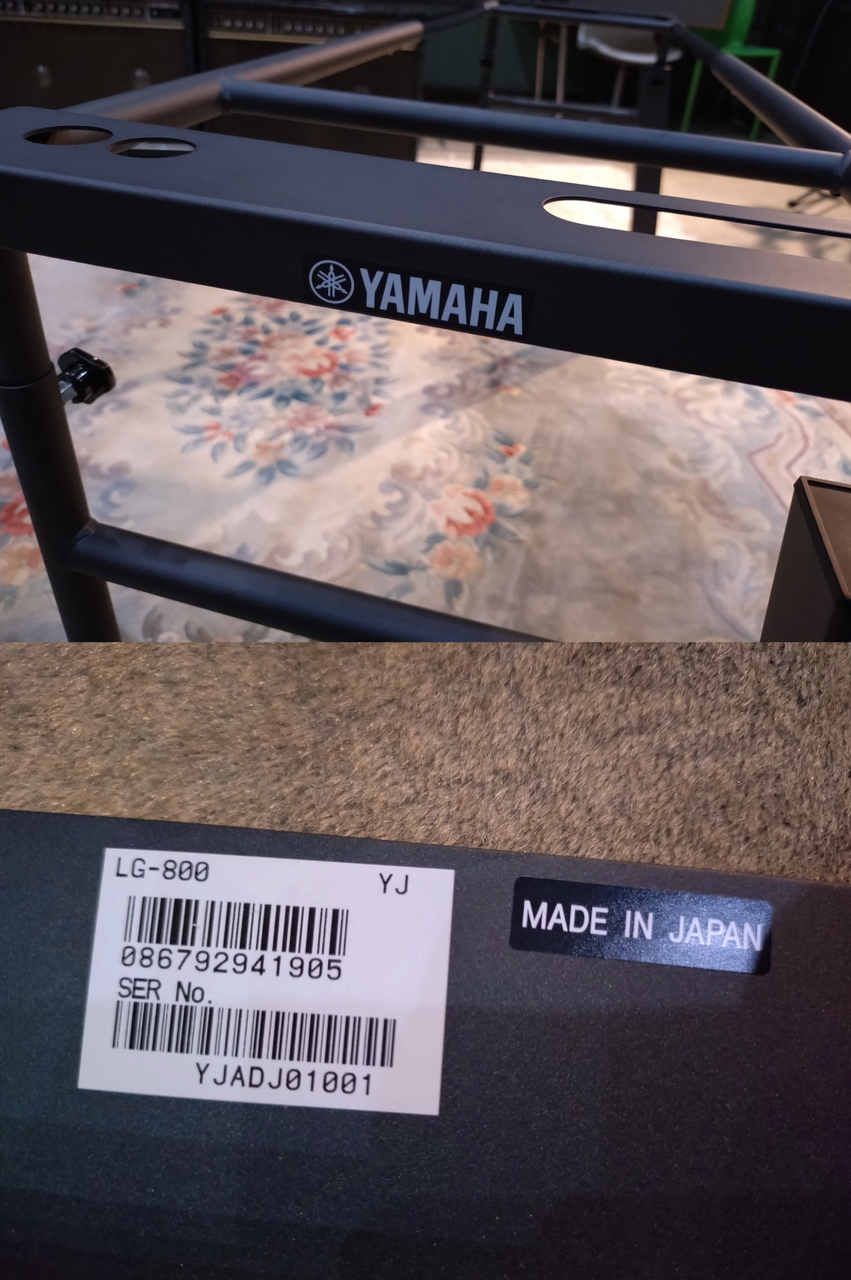 YAMAHA
LG-800 YJ
086792941905
SER No.
YJADJ01001
MADE IN JAPAN